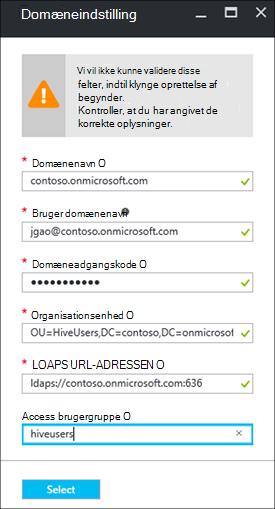 Domæneindstilling
Vi vil ikke kunne validere disse
felter, indtil klynge oprettelse af
begynder.
Kontroller, at du har angivet de
korrekte oplysninger.
* Domænenavn O
contoso.onmicrosoft.com
* Bruger domænenavn
jgao@contoso.onmicrosoft.com
* Domæneadgangskode O
•••••••••••
* Organisationsenhed O
OU=HiveUsers,DC=contoso,DC=onmicrosof
* LOAPS URL-ADRESSEN O
ldaps://contoso.onmicrosoft.com:636
Access brugergruppe O
hiveusers
Select